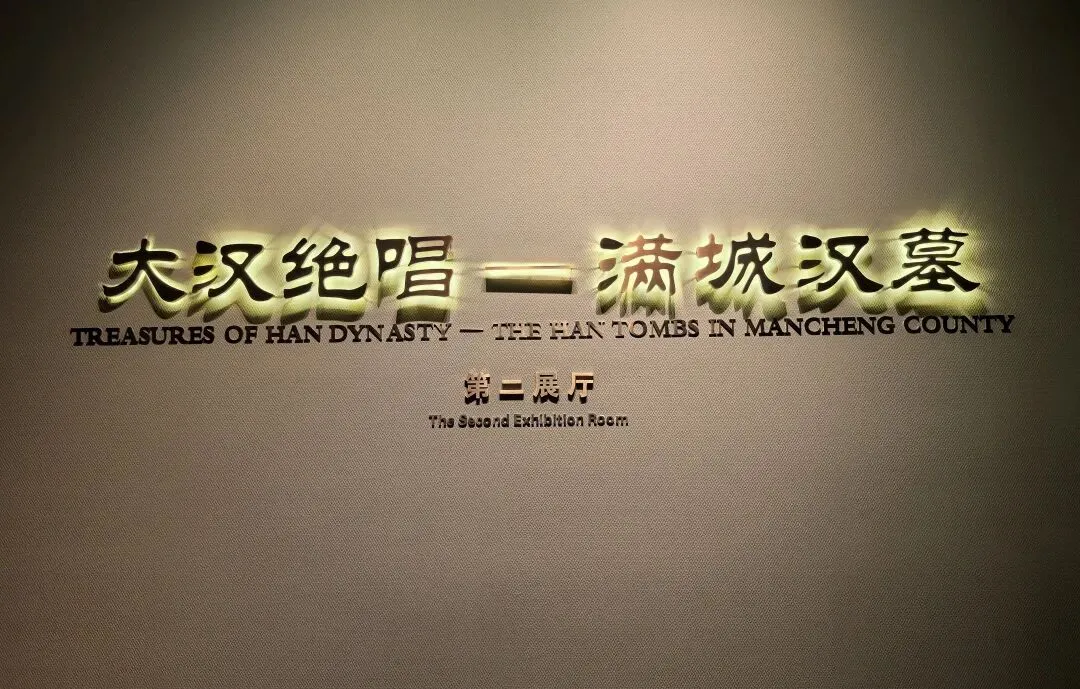 大汉绝唱—满城汉墓
TREASURES OF HAN DYNASTY — THE HAN TOMBS IN MANCHENG COUNTY
第二展厅
The Second Exhibition Room